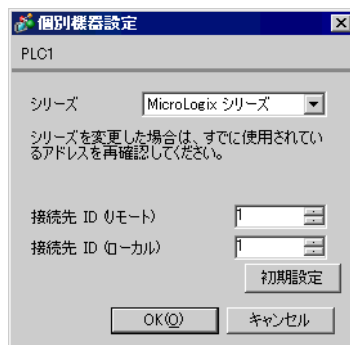 個別機器設定
PLC1
シリーズ MicroLogix シリーズ
シリーズを変更した場合は、すでに使用されてい
るアドレスを再確認してください。
接続先 ID (リモート) 1
接続先 ID (ローカル) 1
初期設定
OK(O) キャンセル